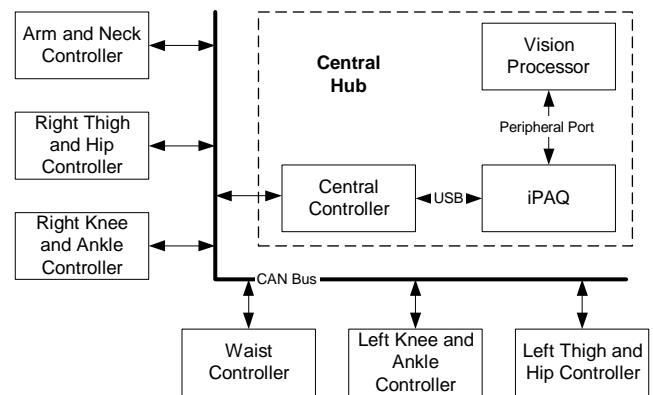 Arm and Neck
Controller
Central
Hub
Vision
Processor
Peripheral Port
Right Thigh
and Hip
Controller
Central
Controller
USB
iPAQ
Right Knee
and Ankle
Controller
CAN Bus
Waist
Controller
Left Knee and
Ankle
Controller
Left Thigh and
Hip Controller